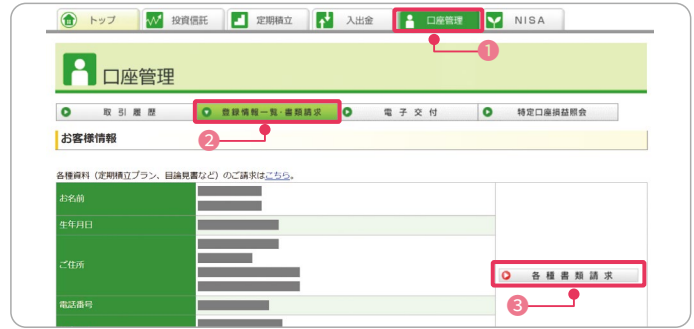 トップ 投資信託 定期積立 入出金 口座管理 NISA
1
口座管理
取引履歴 登録情報一覧・書類請求 電子交付 特定口座損益照会
2
お客様情報
各種資料（定期積立プラン、目論見書など）のご請求はこちら。
お名前
生年月日
ご住所
各種書類請求
3
電話番号